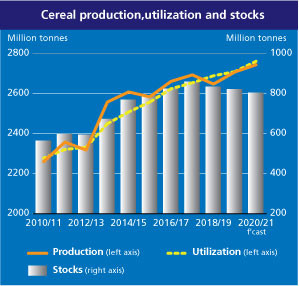 Cereal production,utilization and stocks
Million tonnes Million tonnes
2800 1000
2600 800
2400 600
2200 400
2000 200
2010/11 2012/13 2014/15 2016/17 2018/19 2020/21
f'cast
Production (left axis) Utilization (left axis)
Stocks (right axis)